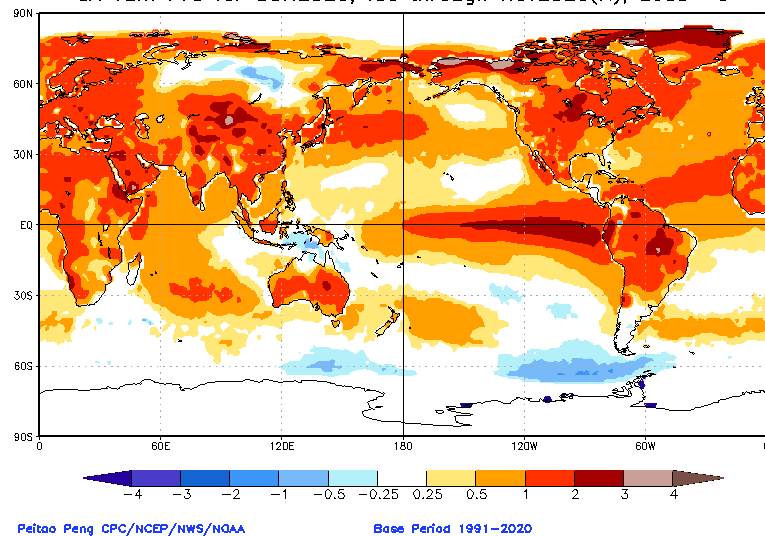 90N
60N
30N
EQ
30S
60S
90S
60E 120E 180 120W 60W
-4 -3 -2 -1 -0.5 -0.25 0.25 0.5 1 2 3 4
Peitao Peng CPC/NCEP/NWS/NOAA Base Period 1991-2020